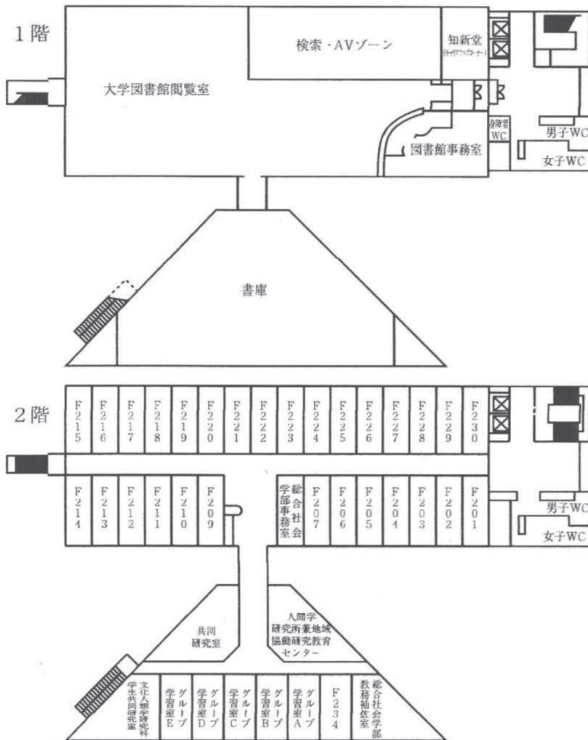 1階
検索・AVゾーン
知新堂
大学図書館閲覧室
図書館事務室
WC
男子WC
女子WC
書庫
2階
F215
F216
F217
F218
F219
F220
F221
F222
F223
F224
F225
F226
F227
F228
F229
F230
F214
F213
F212
F211
F210
F209
総合社会
学部事務室
F207
F206
F205
F204
F203
F202
F201
男子WC
女子WC
共同
研究室
人間学
研究所兼地域
協働研究教育
センター
文化人類学研究科
学生共同研究室
グループ
学習室E
グループ
学習室D
グループ
学習室C
グループ
学習室B
グループ
学習室A
F234
総合社会学部
教務補佐室